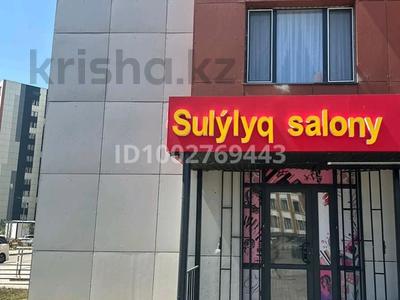 krisha.kz
Sulýlyq salony
ID1002769443